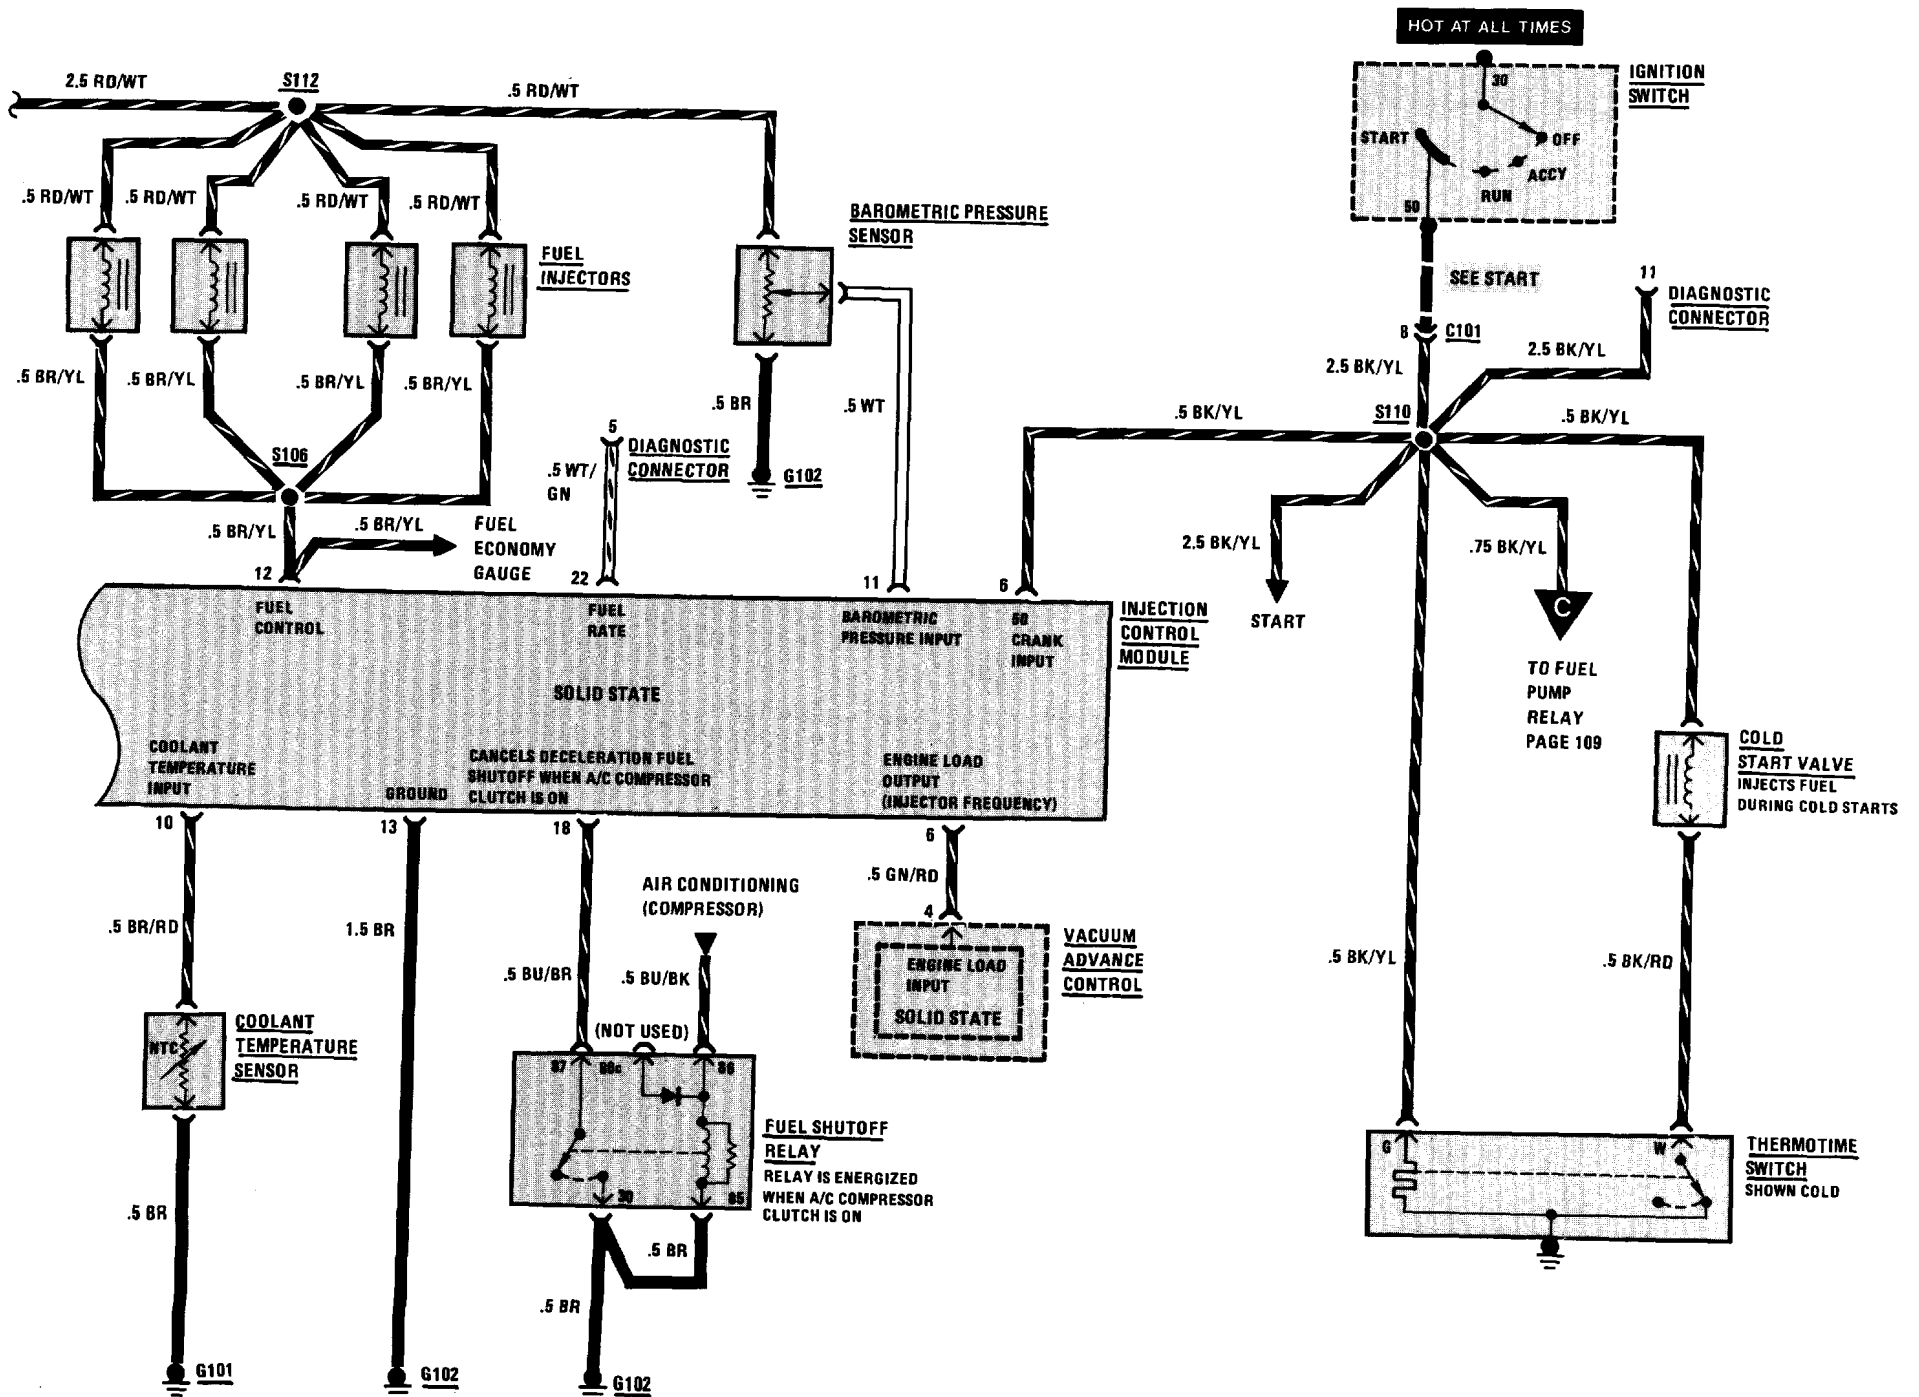 HOT AT ALL TIMES
30
IGNITION
SWITCH
START
OFF
ACCY
RUN
50
SEE START
8
C101
11
DIAGNOSTIC
CONNECTOR
2.5 BK/YL
2.5 BK/YL
S110
.5 BK/YL
.5 BK/YL
2.5 BK/YL
START
.75 BK/YL
C
TO FUEL
PUMP
RELAY
PAGE 109
COLD
START VALVE
INJECTS FUEL
DURING COLD STARTS
.5 BK/YL
.5 BK/RD
G
W
THERMOTIME
SWITCH
SHOWN COLD
2.5 RD/WT
S112
.5 RD/WT
.5 RD/WT
.5 RD/WT
.5 RD/WT
.5 RD/WT
FUEL
INJECTORS
BAROMETRIC PRESSURE
SENSOR
.5 BR/YL
.5 BR/YL
.5 BR/YL
.5 BR/YL
.5 BR
.5 WT
G102
S106
5
DIAGNOSTIC
CONNECTOR
.5 WT/
GN
.5 BR/YL
.5 BR/YL
FUEL
ECONOMY
GAUGE
12
22
11
6
FUEL
CONTROL
FUEL
RATE
BAROMETRIC
PRESSURE INPUT
50
CRANK
INPUT
INJECTION
CONTROL
MODULE
SOLID STATE
COOLANT
TEMPERATURE
INPUT
GROUND
CANCELS DECELERATION FUEL
SHUTOFF WHEN A/C COMPRESSOR
CLUTCH IS ON
ENGINE LOAD
OUTPUT
(INJECTOR FREQUENCY)
10
13
18
6
.5 BR/RD
1.5 BR
.5 BU/BR
AIR CONDITIONING
(COMPRESSOR)
.5 BU/BK
(NOT USED)
.5 GN/RD
4
ENGINE LOAD
INPUT
SOLID STATE
VACUUM
ADVANCE
CONTROL
NTC
COOLANT
TEMPERATURE
SENSOR
87
86c
86
30
85
FUEL SHUTOFF
RELAY
RELAY IS ENERGIZED
WHEN A/C COMPRESSOR
CLUTCH IS ON
.5 BR
.5 BR
.5 BR
G101
G102
G102